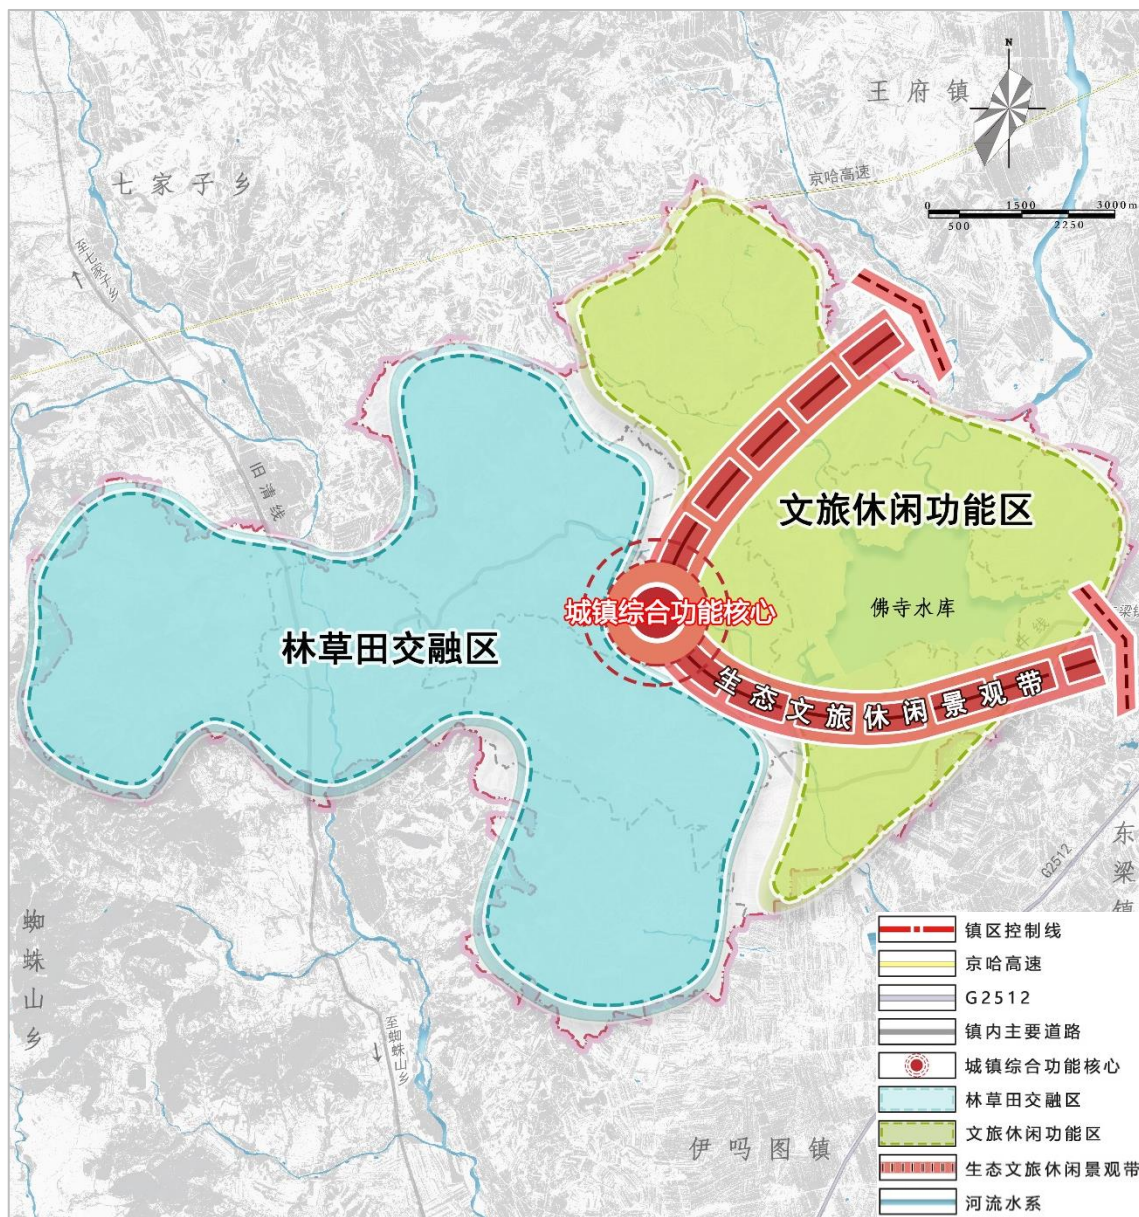 N
王府镇
京哈高速
0 1500 3000m
500 2250
七家子乡
至七家子乡
旧清线
文旅休闲功能区
佛寺水库
城镇综合功能核心
林草田交融区
生态文旅休闲景观带
东梁镇
G2512
蜘蛛山乡
至蜘蛛山乡
伊吗图镇
镇区控制线
京哈高速
G2512
镇内主要道路
城镇综合功能核心
林草田交融区
文旅休闲功能区
生态文旅休闲景观带
河流水系